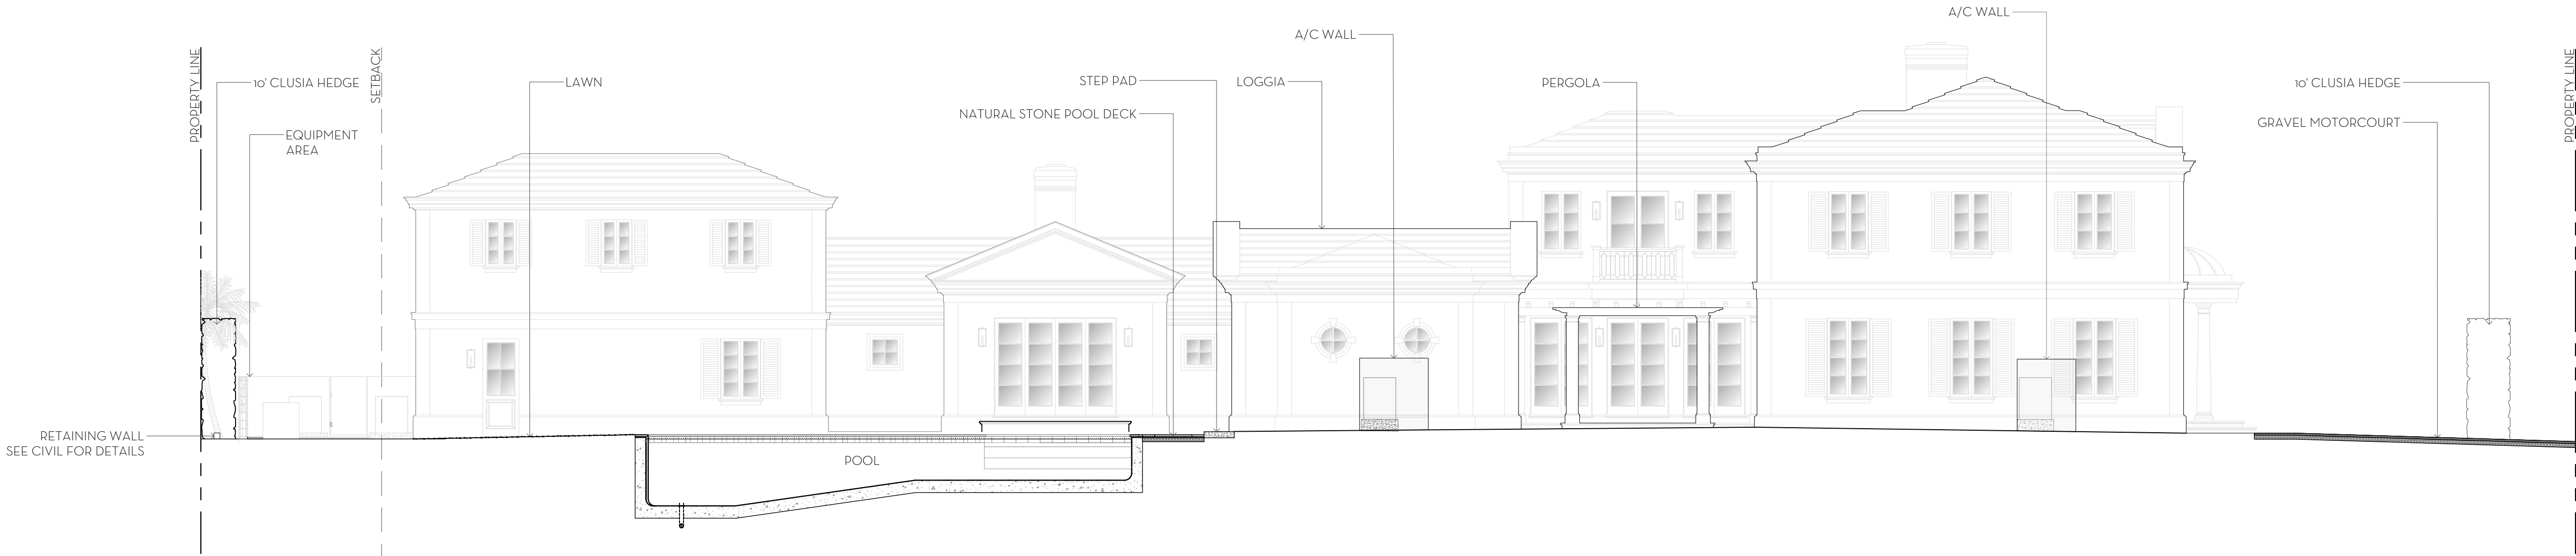 A/C WALL
A/C WALL
PROPERTY LINE
SETBACK
PROPERTY LINE
10' CLUSIA HEDGE
LAWN
STEP PAD
LOGGIA
PERGOLA
10' CLUSIA HEDGE
NATURAL STONE POOL DECK
GRAVEL MOTORCOURT
EQUIPMENT
AREA
RETAINING WALL
SEE CIVIL FOR DETAILS
POOL